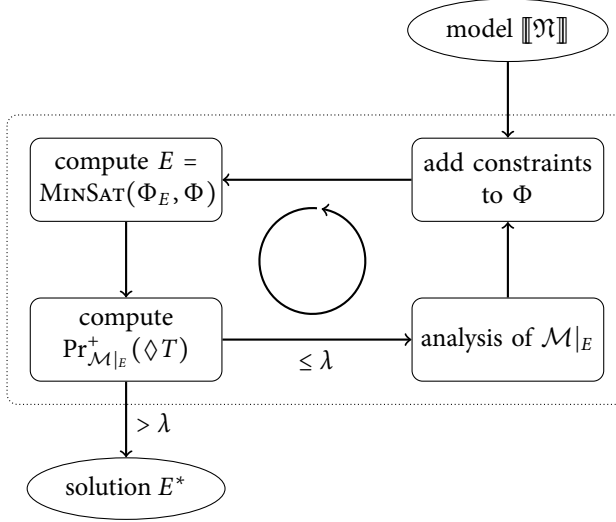 model ⟦𝔑⟧
compute E =
MINSAT(Φ_E, Φ)
add constraints
to Φ
compute
Pr⁺_{ℳ|_E}(◊T)
≤ λ
analysis of ℳ|_E
> λ
solution E*